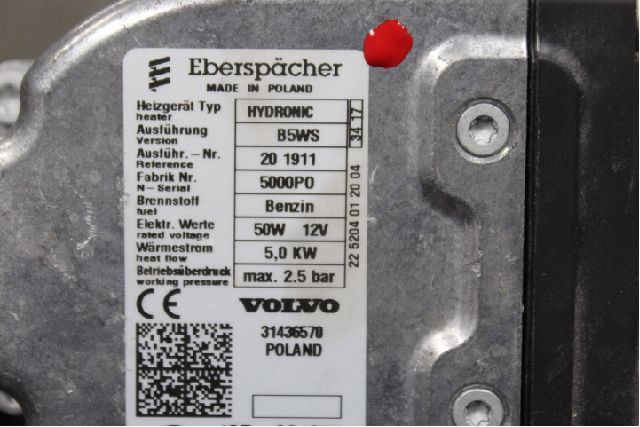 Eberspächer
MADE IN POLAND
Heizgerät Typ HYDRONIC
heater
Ausführung B5WS
Version
Ausführ. - Nr. 20 1911
Reference
Fabrik Nr. 5000PO
N- Serial
Brennstoff Benzin
fuel
Elektr. Werte 50W 12V
rated voltage
Wärmestrom 5,0 KW
heat flow
Betriebsüberdruck max. 2.5 bar
working pressure
34 17
22 5204 01 20 04
CE VOLVO
31436570
POLAND